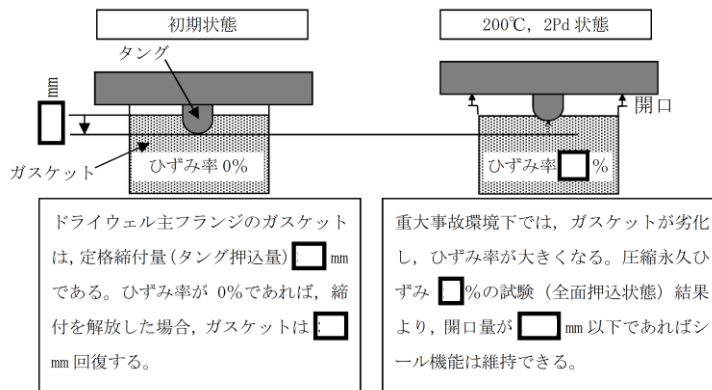 初期状態
200℃, 2Pd 状態
タング
mm
開口
ガスケット
ひずみ率 0%
ひずみ率 %
ドライウェル主フランジのガスケット
は, 定格締付量(タング押込量) mm
である。ひずみ率が 0%であれば, 締
付を解放した場合, ガスケットは
mm 回復する。
重大事故環境下では, ガスケットが劣化
し, ひずみ率が大きくなる。圧縮永久ひ
ずみ %の試験（全面押込状態）結果
より, 開口量が mm 以下であればシ
ール機能は維持できる。